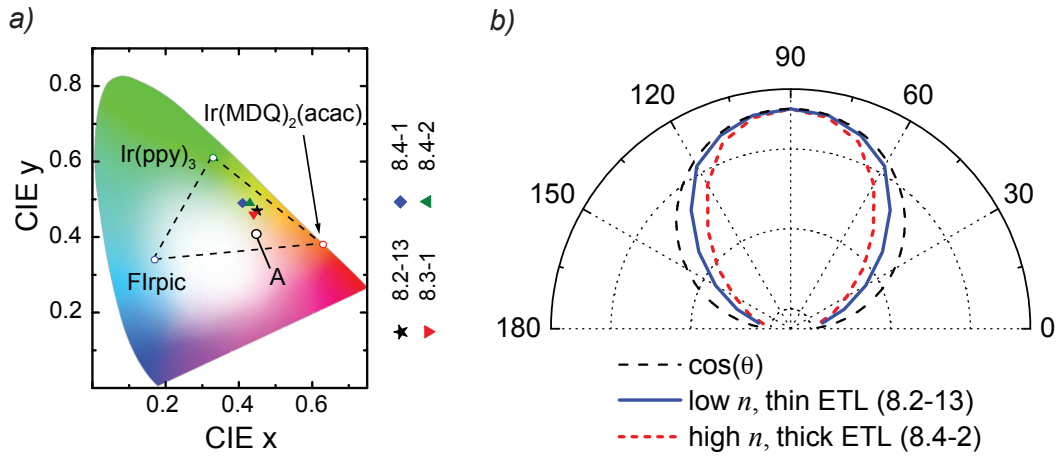 a)
0.8
0.6
0.4
0.2
CIE y
0.2
0.4
0.6
CIE x
Ir(MDQ)2(acac)
Ir(ppy)3
FIrpic
A
8.4-1
8.4-2
8.2-13
8.3-1
b)
90
120
60
150
30
180
0
cos(θ)
low n, thin ETL (8.2-13)
high n, thick ETL (8.4-2)